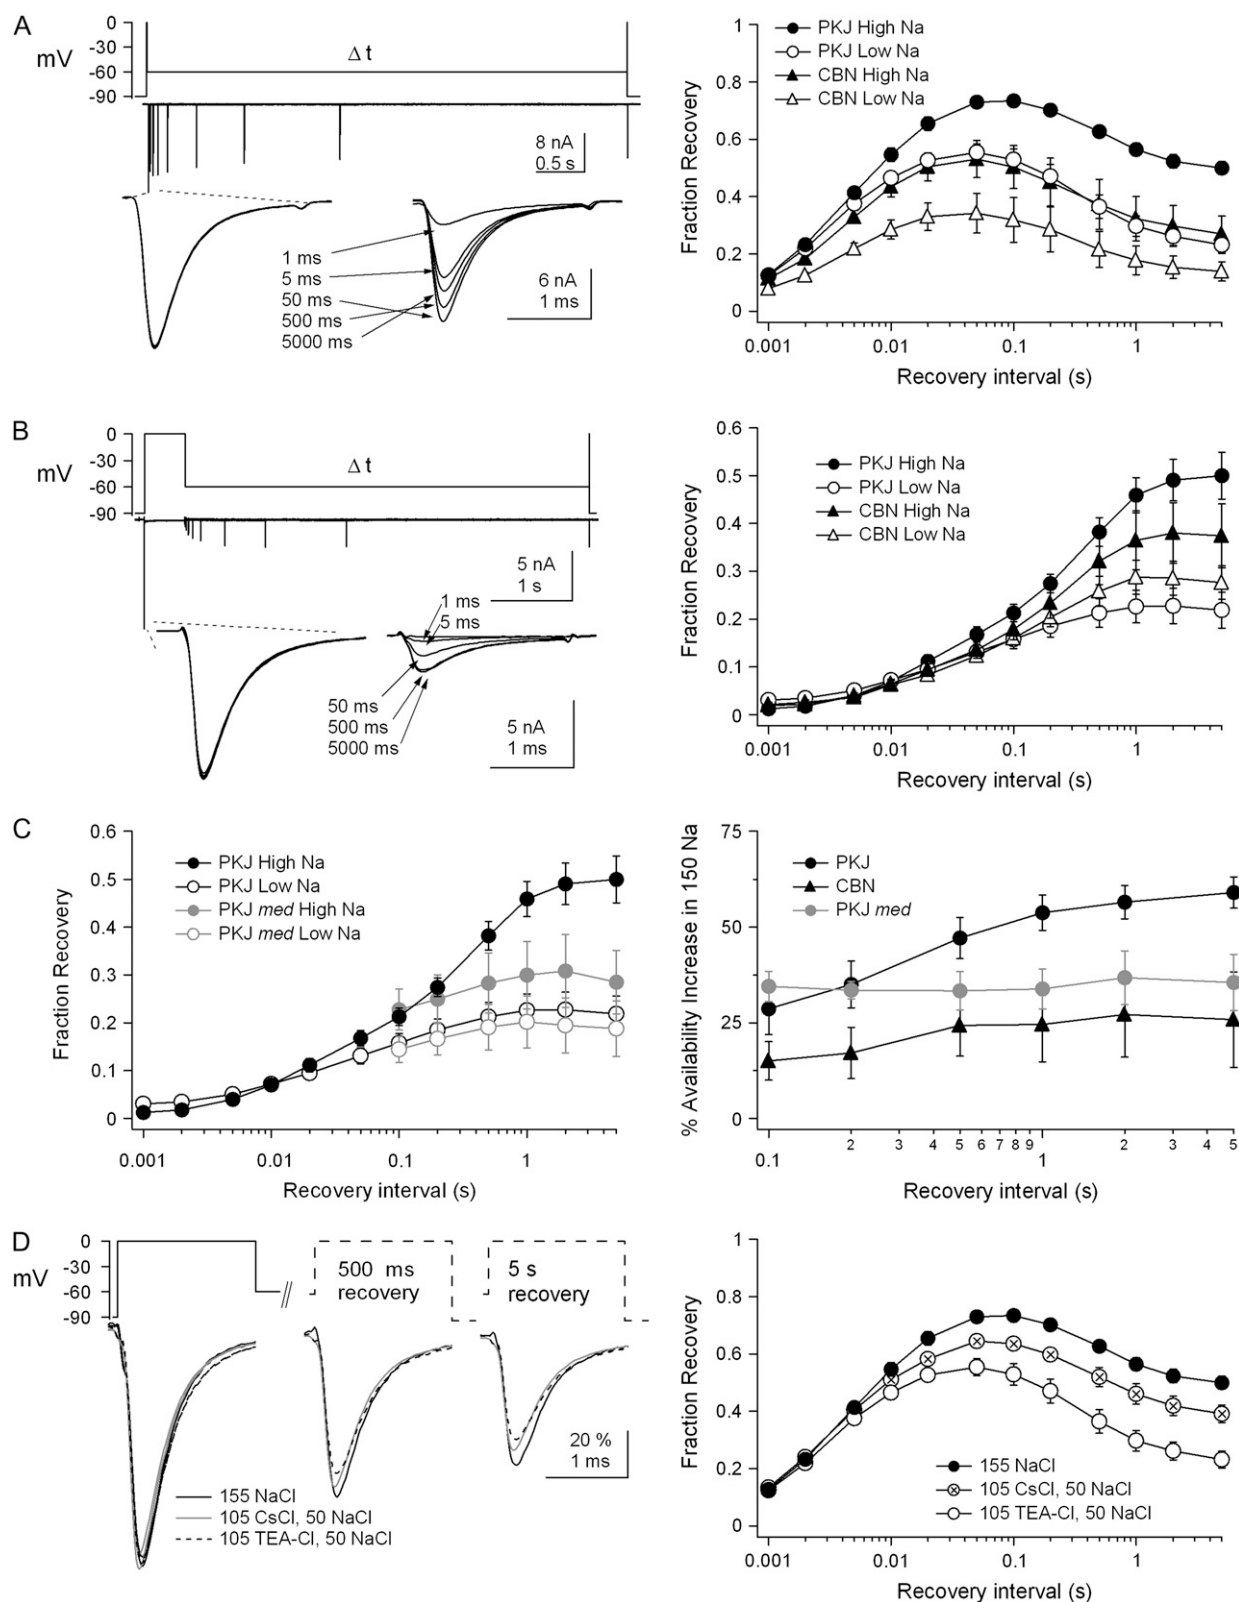 A
mV
0
-30
-60
-90
Δ t
8 nA
0.5 s
1 ms
5 ms
50 ms
500 ms
5000 ms
6 nA
1 ms
Fraction Recovery
1
0.8
0.6
0.4
0.2
0
PKJ High Na
PKJ Low Na
CBN High Na
CBN Low Na
0.001
0.01
0.1
1
Recovery interval (s)
B
mV
0
-30
-60
-90
Δ t
5 nA
1 s
1 ms
5 ms
50 ms
500 ms
5000 ms
5 nA
1 ms
Fraction Recovery
0.6
0.5
0.4
0.3
0.2
0.1
0
PKJ High Na
PKJ Low Na
CBN High Na
CBN Low Na
0.001
0.01
0.1
1
Recovery interval (s)
C
Fraction Recovery
0.6
0.5
0.4
0.3
0.2
0.1
0
PKJ High Na
PKJ Low Na
PKJ med High Na
PKJ med Low Na
0.001
0.01
0.1
1
Recovery interval (s)
% Availability Increase in 150 Na
75
50
25
0
PKJ
CBN
PKJ med
0.1
2
3
4
5
6
7
8
9
1
2
3
4
5
Recovery interval (s)
D
mV
0
-30
-60
-90
500 ms
recovery
5 s
recovery
20 %
1 ms
155 NaCl
105 CsCl, 50 NaCl
105 TEA-Cl, 50 NaCl
Fraction Recovery
1
0.8
0.6
0.4
0.2
0
155 NaCl
105 CsCl, 50 NaCl
105 TEA-Cl, 50 NaCl
0.001
0.01
0.1
1
Recovery interval (s)